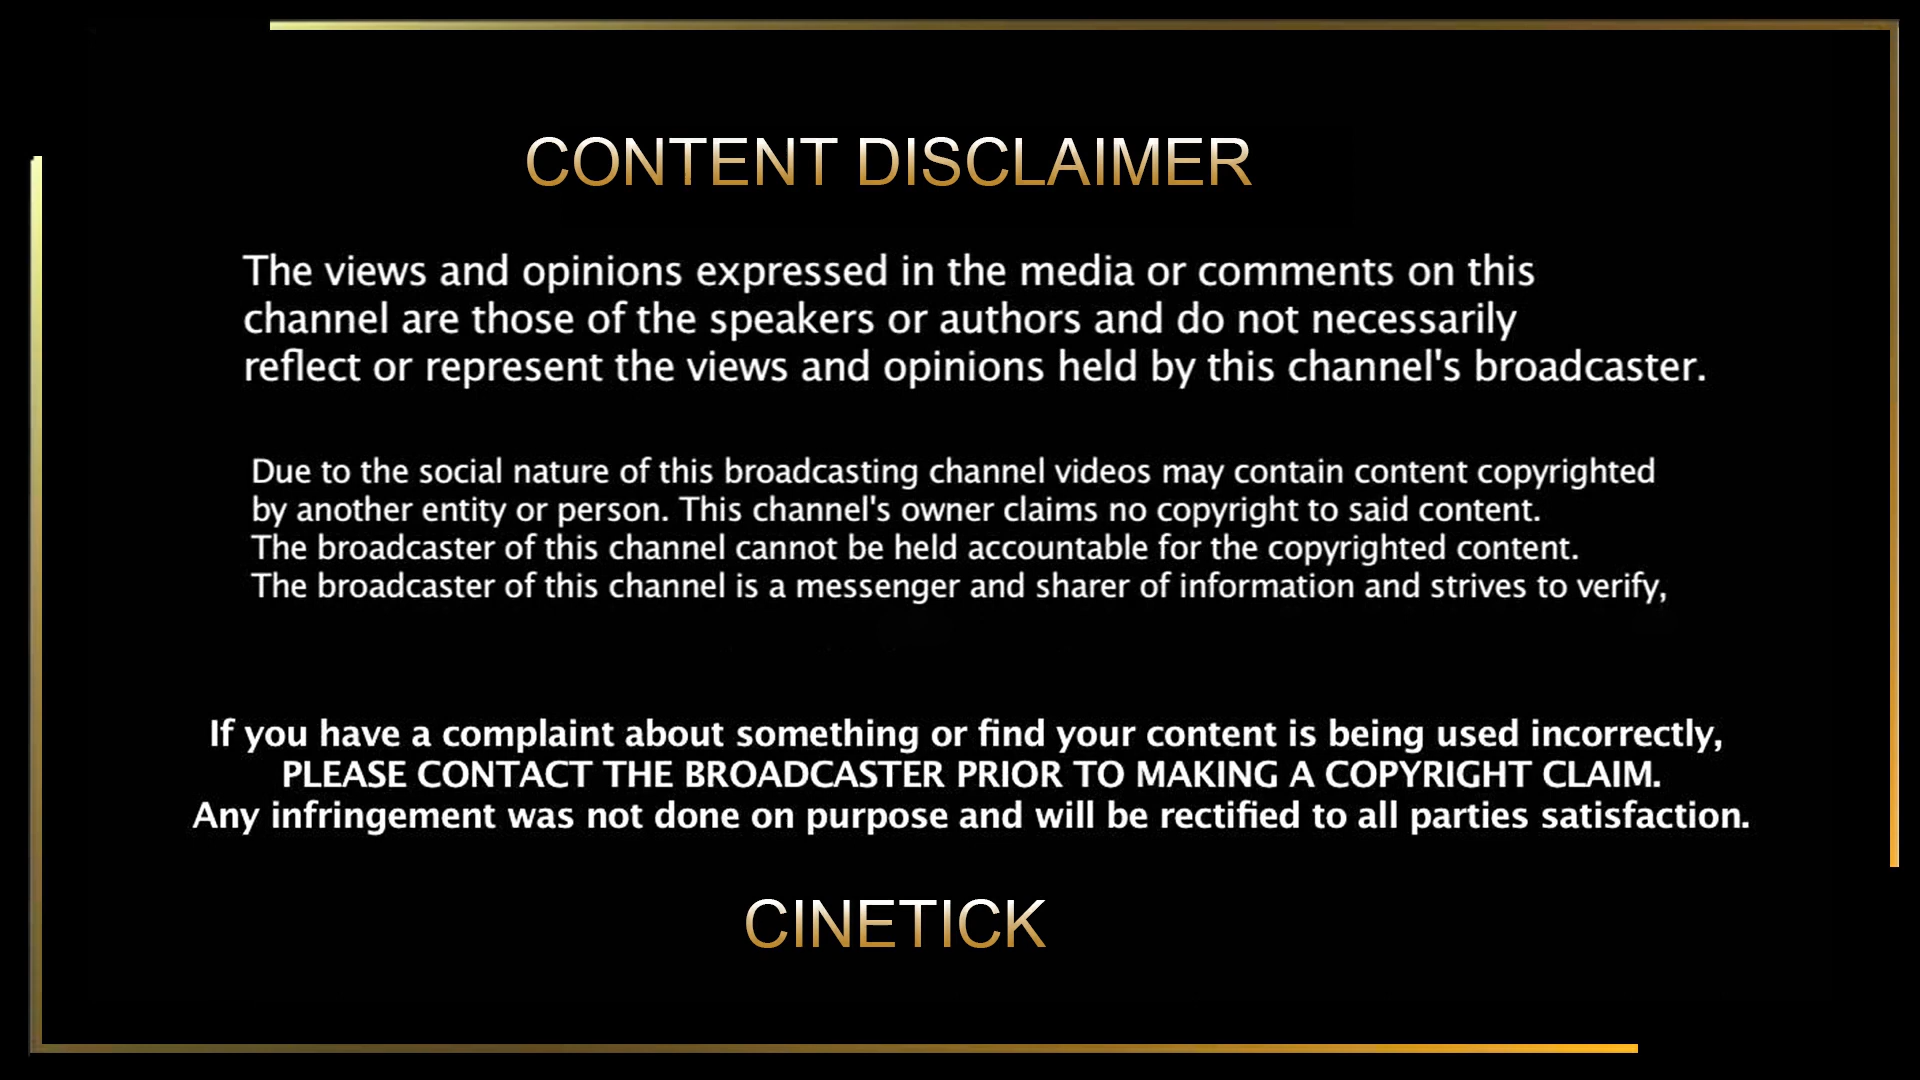 CONTENT DISCLAIMER
The views and opinions expressed in the media or comments on this
channel are those of the speakers or authors and do not necessarily
reflect or represent the views and opinions held by this channel's broadcaster.
Due to the social nature of this broadcasting channel videos may contain content copyrighted
by another entity or person. This channel's owner claims no copyright to said content.
The broadcaster of this channel cannot be held accountable for the copyrighted content.
The broadcaster of this channel is a messenger and sharer of information and strives to verify,
If you have a complaint about something or find your content is being used incorrectly,
PLEASE CONTACT THE BROADCASTER PRIOR TO MAKING A COPYRIGHT CLAIM.
Any infringement was not done on purpose and will be rectified to all parties satisfaction.
CINETICK